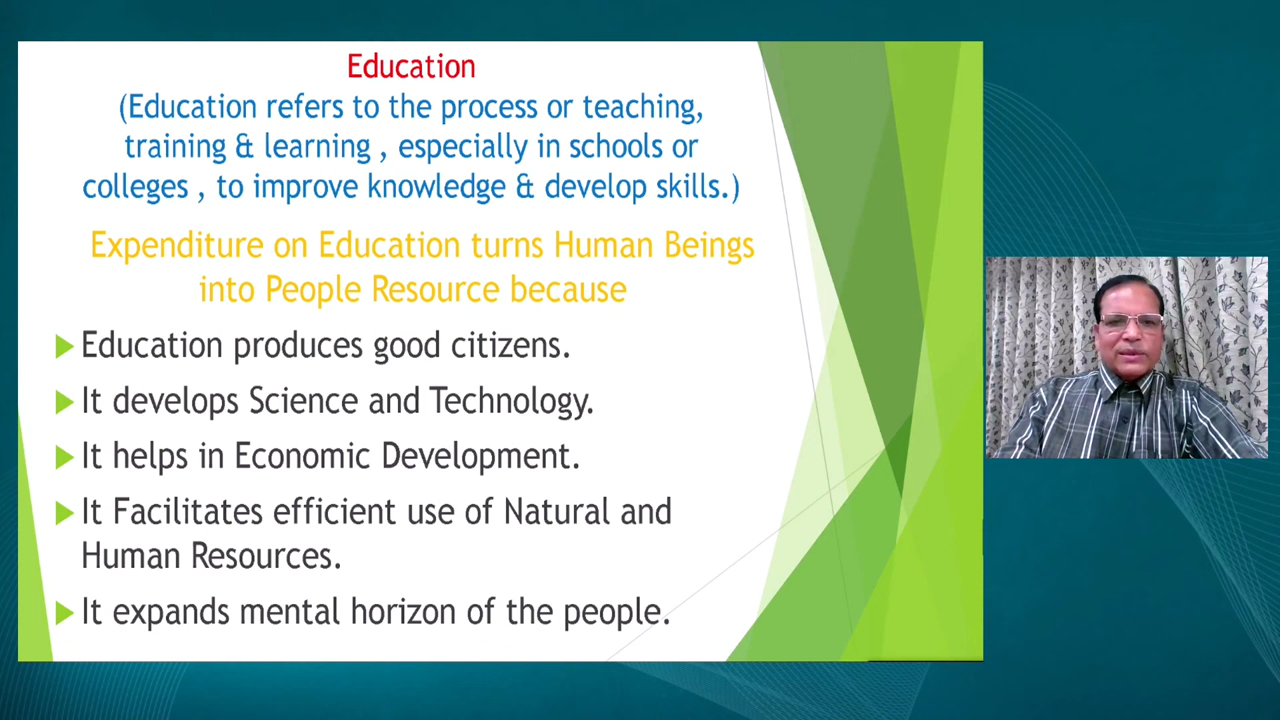 Education
(Education refers to the process or teaching,
training & learning , especially in schools or
colleges , to improve knowledge & develop skills.)
Expenditure on Education turns Human Beings
into People Resource because
Education produces good citizens.
It develops Science and Technology.
It helps in Economic Development.
It Facilitates efficient use of Natural and
Human Resources.
It expands mental horizon of the people.